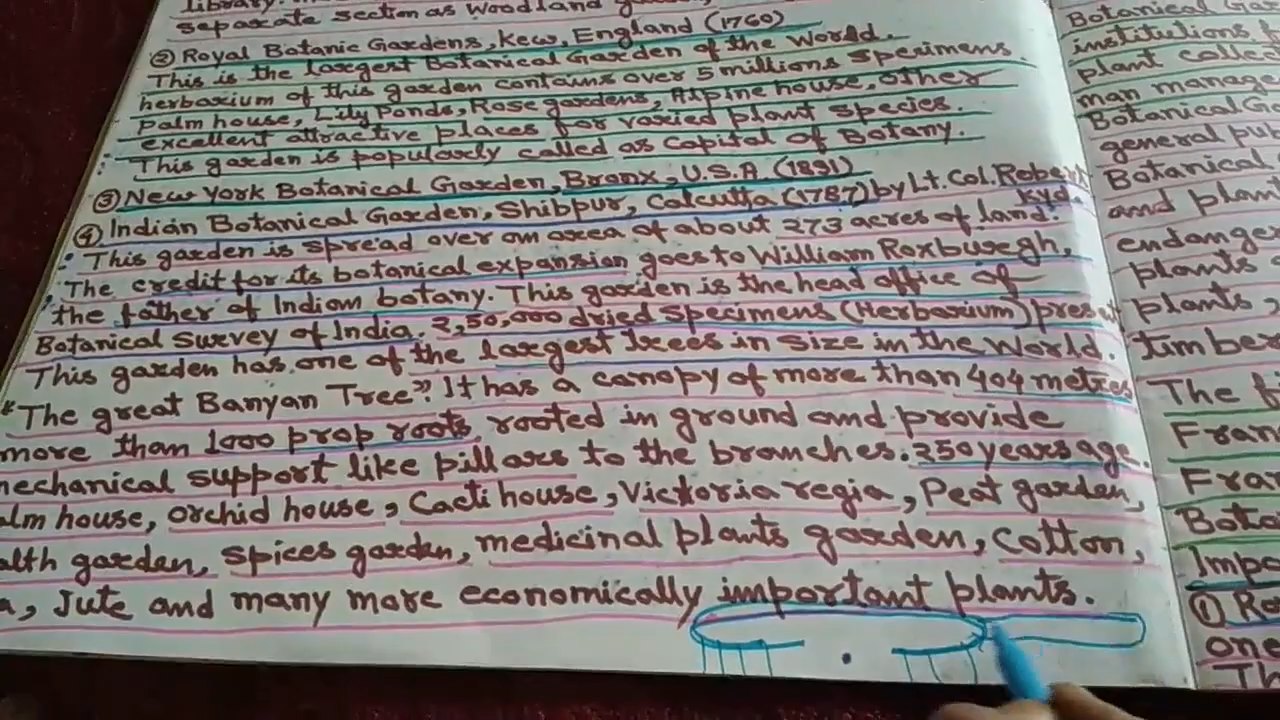 library.
separate section as Woodland
② Royal Botanic Gardens, Kew, England (1760)
This is the largest Botanical Garden of the World.
herbarium of this garden contains over 5 millions Specimens.
Palm house, Lily Ponds, Rose gardens, Alpine house, other
excellent attractive places for varied plant species.
This garden is popularly called as Capital of Botany.
③ New York Botanical Garden, Bronx, U.S.A. (1891)
④ Indian Botanical Garden, Shibpur, Calcutta (1787) by Lt. Col. Robert Kyd.
This garden is spread over an area of about 273 acres of land.
The credit for its botanical expansion goes to William Roxburgh,
the father of Indian botany. This garden is the head office of
Botanical Survey of India. 2,50,000 dried specimens (Herbarium) present
This garden has one of the largest trees in size in the World.
"The great Banyan Tree". It has a canopy of more than 404 metres
more than 1000 prop roots rooted in ground and provide
mechanical support like pillars to the branches. 250 years age.
alm house, orchid house, Cacti house, Victoria regia, Peat garden,
alth garden, spices garden, medicinal plants garden, cotton,
a, Jute and many more economically important plants.
Botanical Gar
institutions
plant collect
man manage
Botanical Ga
general pub
Botanical
and plant
endanger
plants
plants,
timber
The fi
Fran
Fra
Bota
Impo
① Ro
one
Th